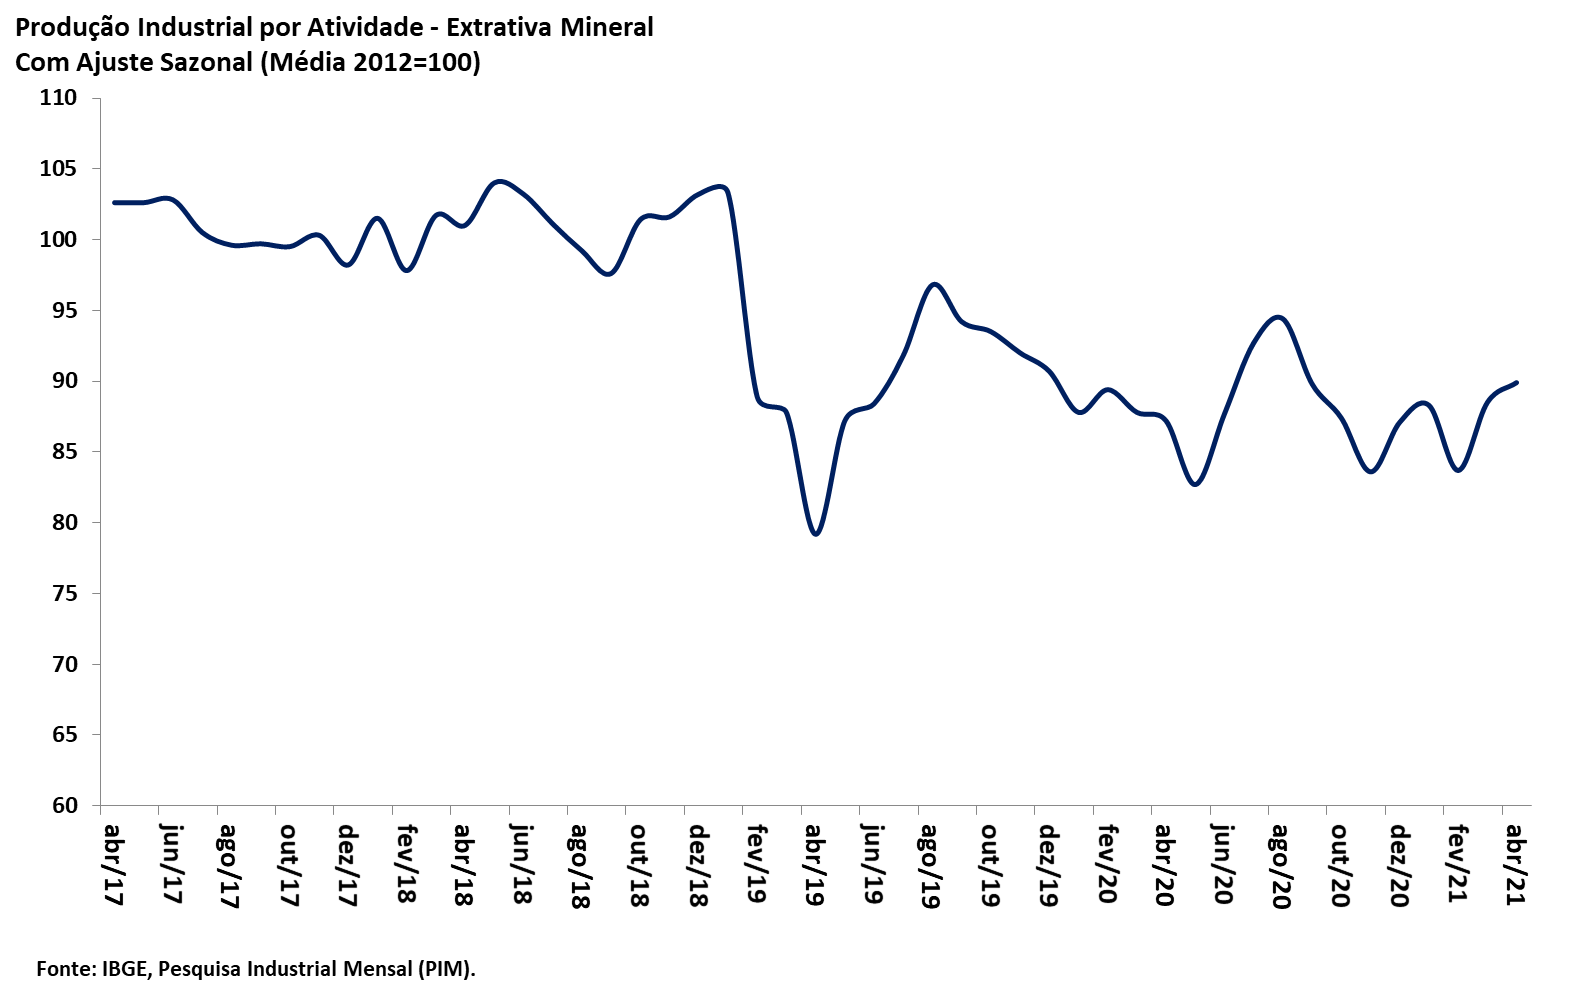 Produção Industrial por Atividade - Extrativa Mineral
Com Ajuste Sazonal (Média 2012=100)
110
105
100
95
90
85
80
75
70
65
60
abr/17
jun/17
ago/17
out/17
dez/17
fev/18
abr/18
jun/18
ago/18
out/18
dez/18
fev/19
abr/19
jun/19
ago/19
out/19
dez/19
fev/20
abr/20
jun/20
ago/20
out/20
dez/20
fev/21
abr/21
Fonte: IBGE, Pesquisa Industrial Mensal (PIM).